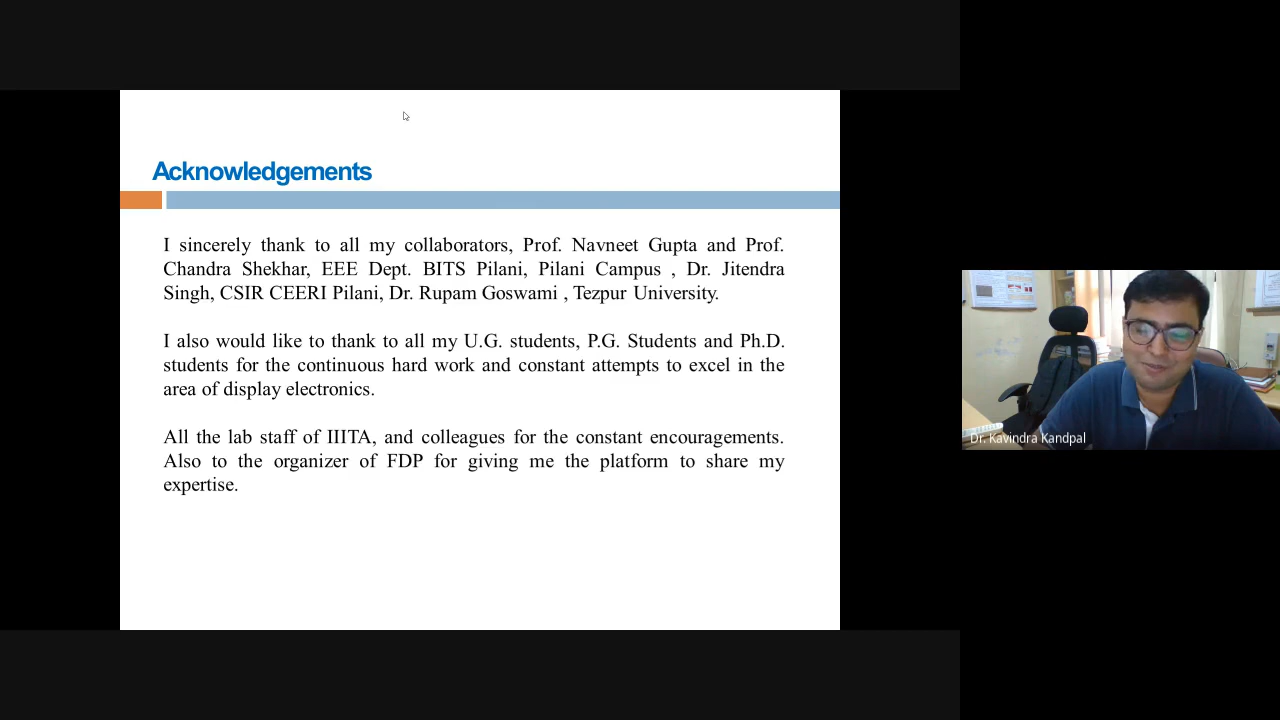 Acknowledgements
I sincerely thank to all my collaborators, Prof. Navneet Gupta and Prof.
Chandra Shekhar, EEE Dept. BITS Pilani, Pilani Campus , Dr. Jitendra
Singh, CSIR CEERI Pilani, Dr. Rupam Goswami , Tezpur University.
I also would like to thank to all my U.G. students, P.G. Students and Ph.D.
students for the continuous hard work and constant attempts to excel in the
area of display electronics.
All the lab staff of IIITA, and colleagues for the constant encouragements.
Also to the organizer of FDP for giving me the platform to share my
expertise.
Dr. Kavindra Kandpal